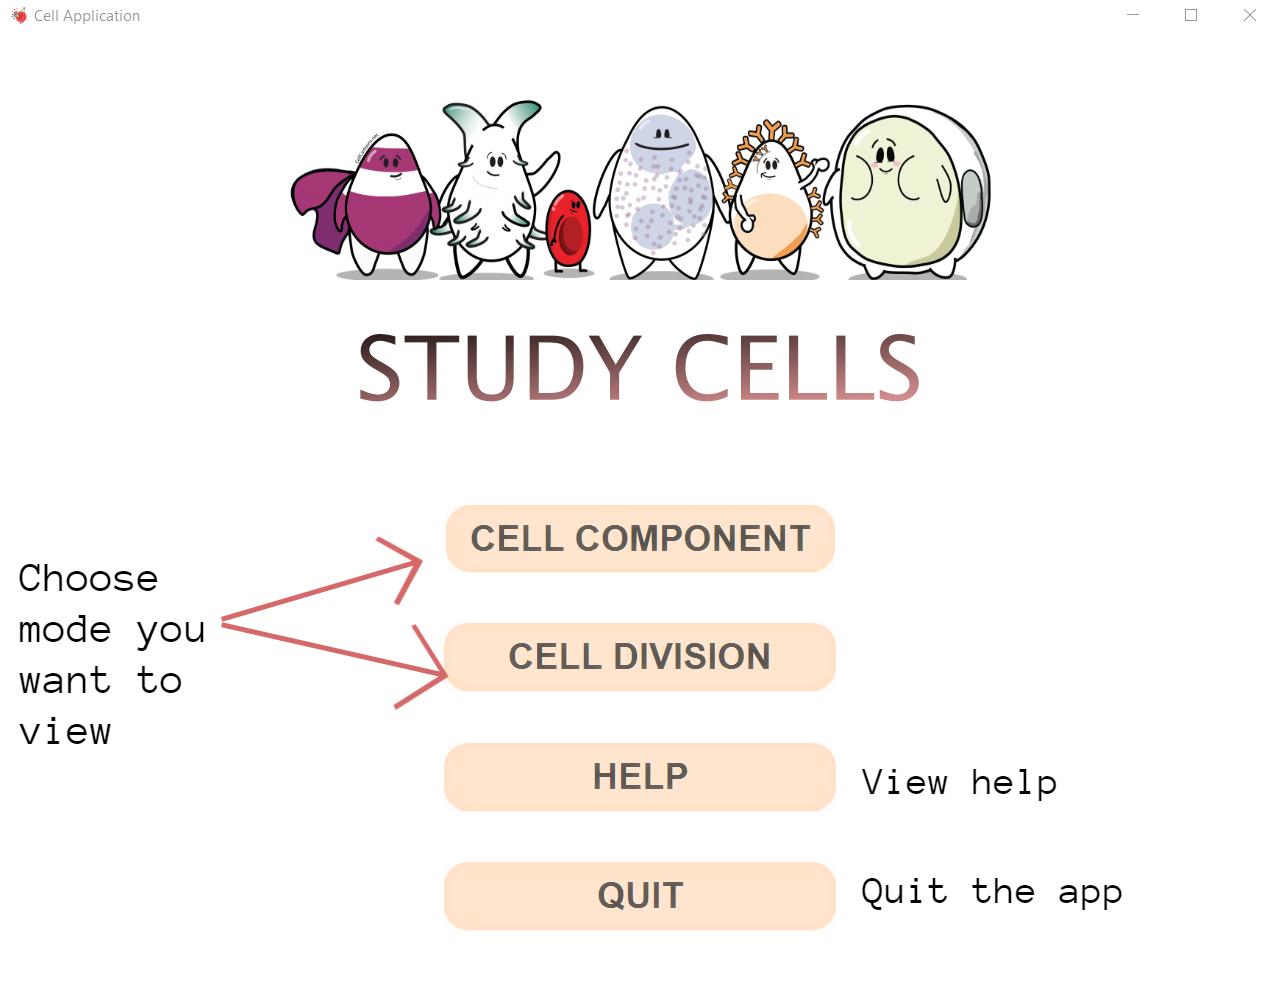 Cell Application
STUDY CELLS
CELL COMPONENT
Choose
mode you
want to
view
CELL DIVISION
HELP
View help
QUIT
Quit the app